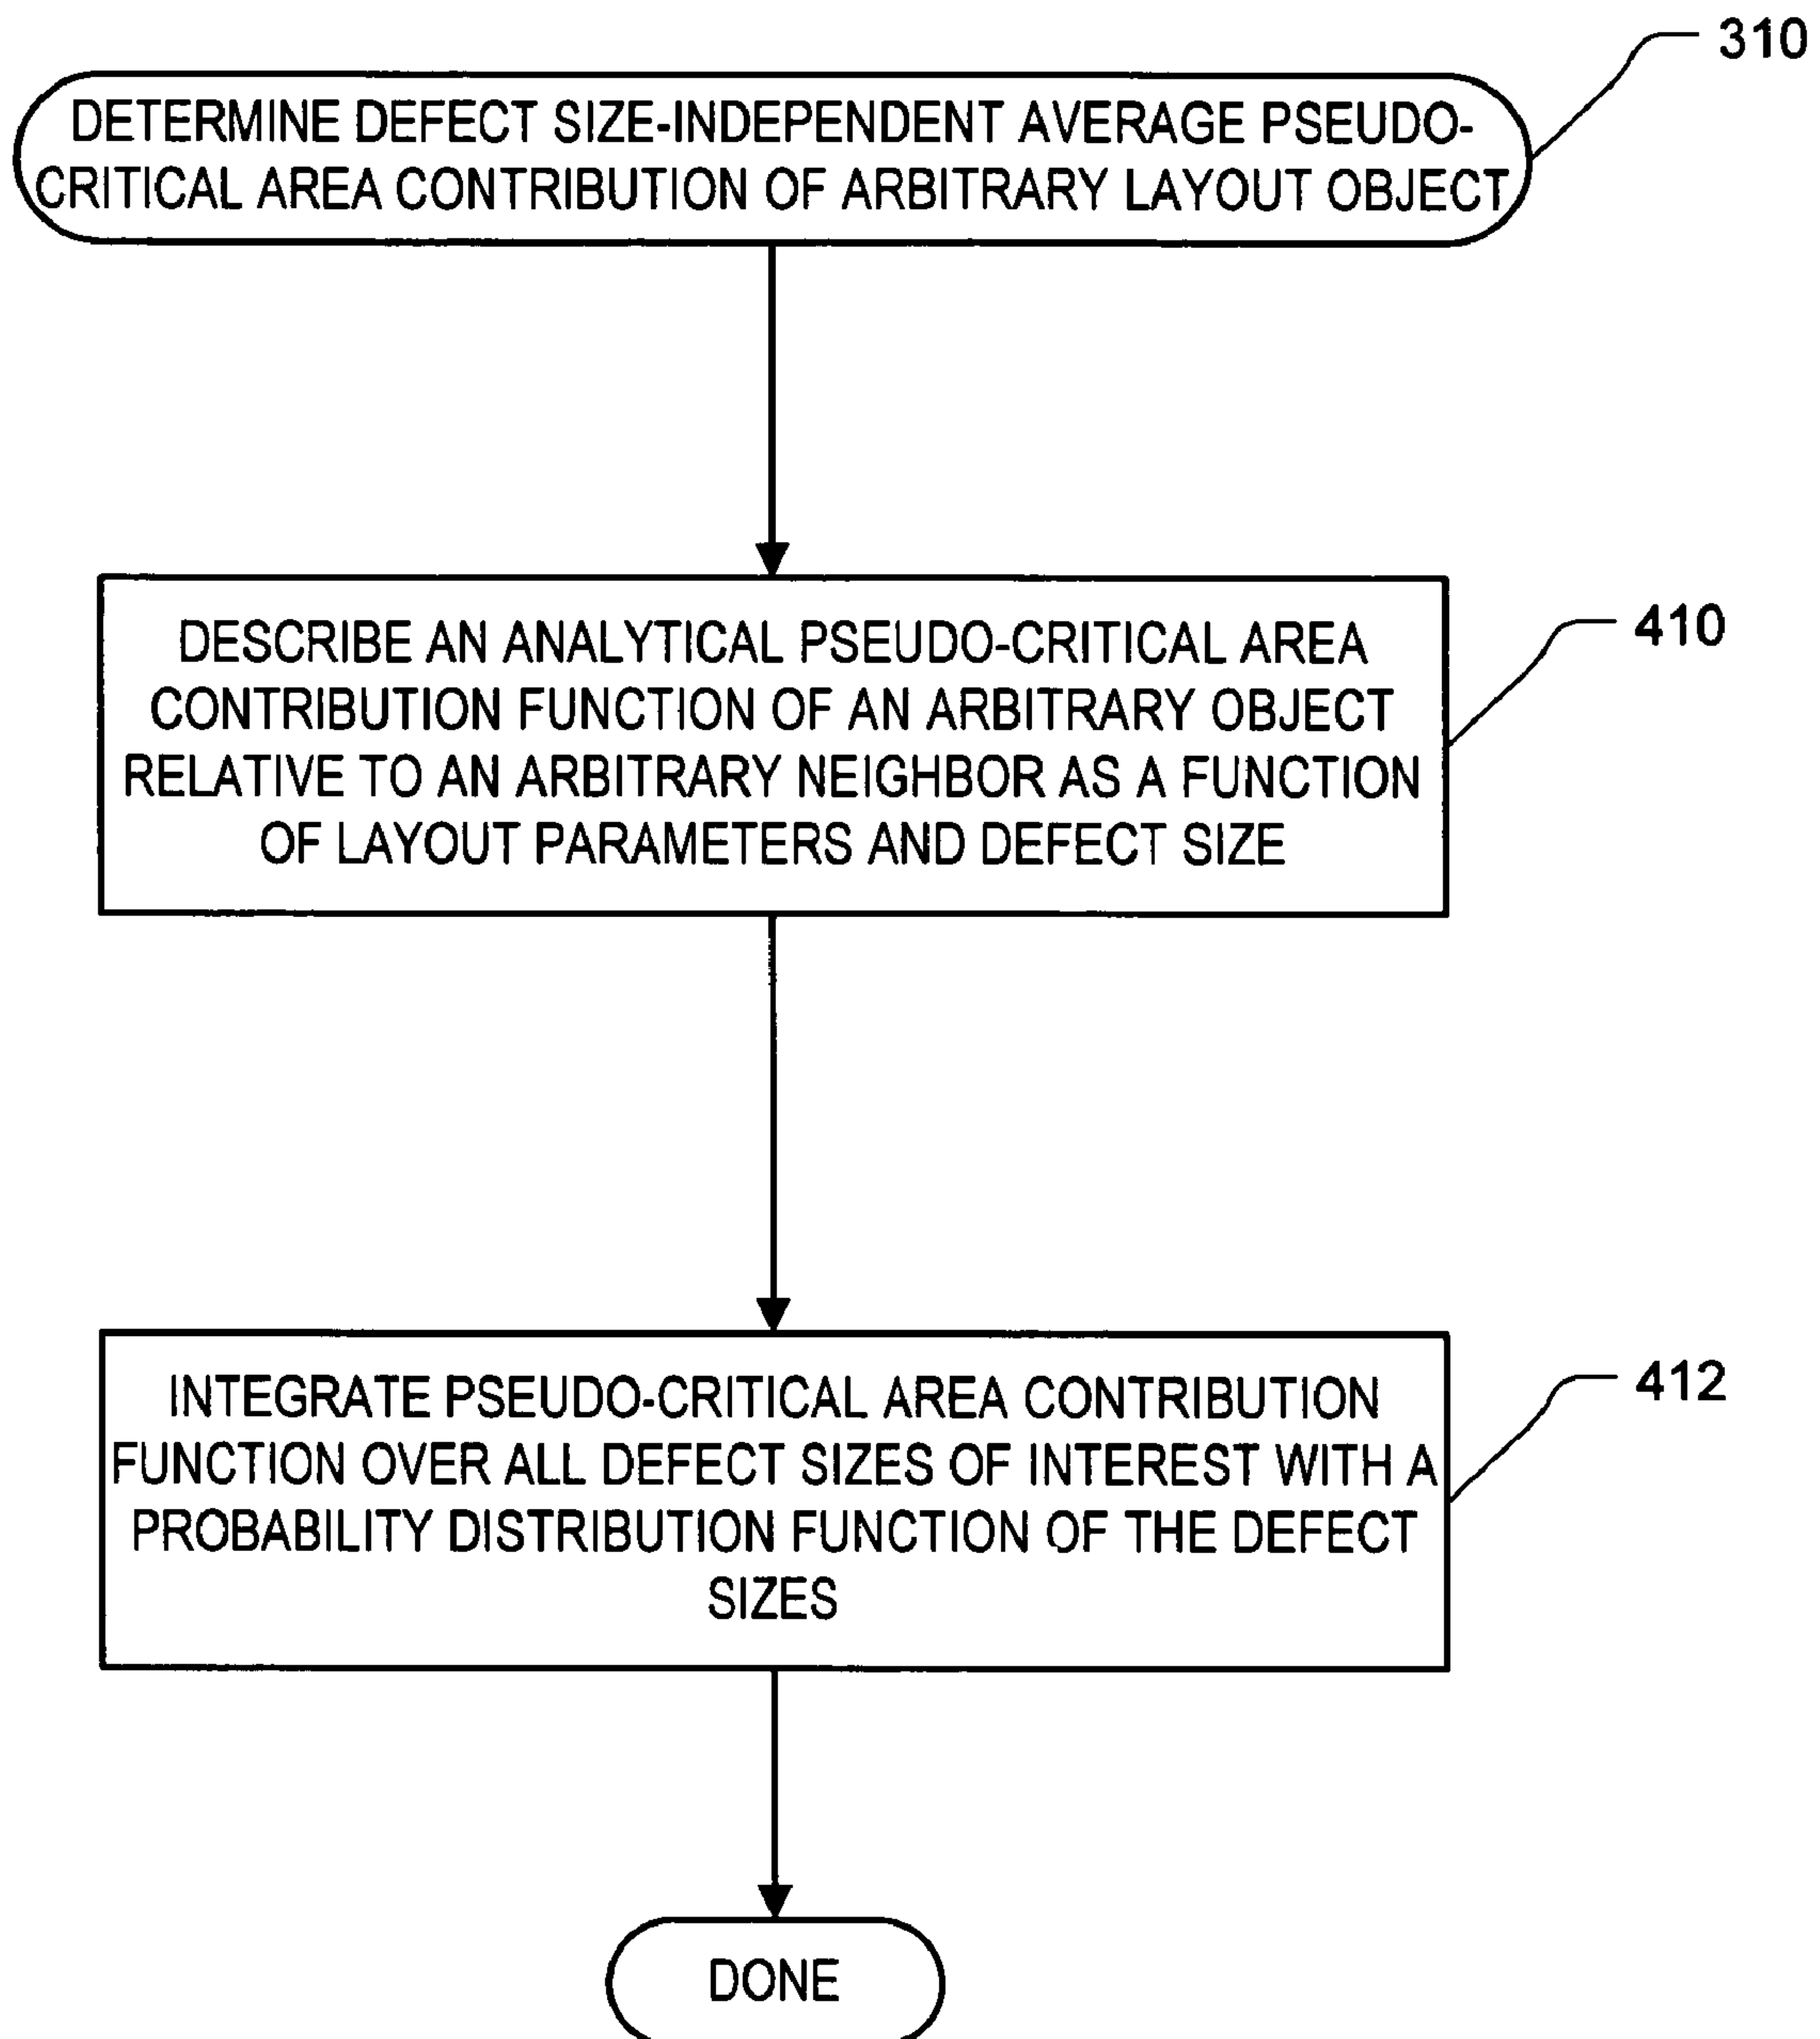 310
DETERMINE DEFECT SIZE-INDEPENDENT AVERAGE PSEUDO-
CRITICAL AREA CONTRIBUTION OF ARBITRARY LAYOUT OBJECT
410
DESCRIBE AN ANALYTICAL PSEUDO-CRITICAL AREA
CONTRIBUTION FUNCTION OF AN ARBITRARY OBJECT
RELATIVE TO AN ARBITRARY NEIGHBOR AS A FUNCTION
OF LAYOUT PARAMETERS AND DEFECT SIZE
412
INTEGRATE PSEUDO-CRITICAL AREA CONTRIBUTION
FUNCTION OVER ALL DEFECT SIZES OF INTEREST WITH A
PROBABILITY DISTRIBUTION FUNCTION OF THE DEFECT
SIZES
DONE